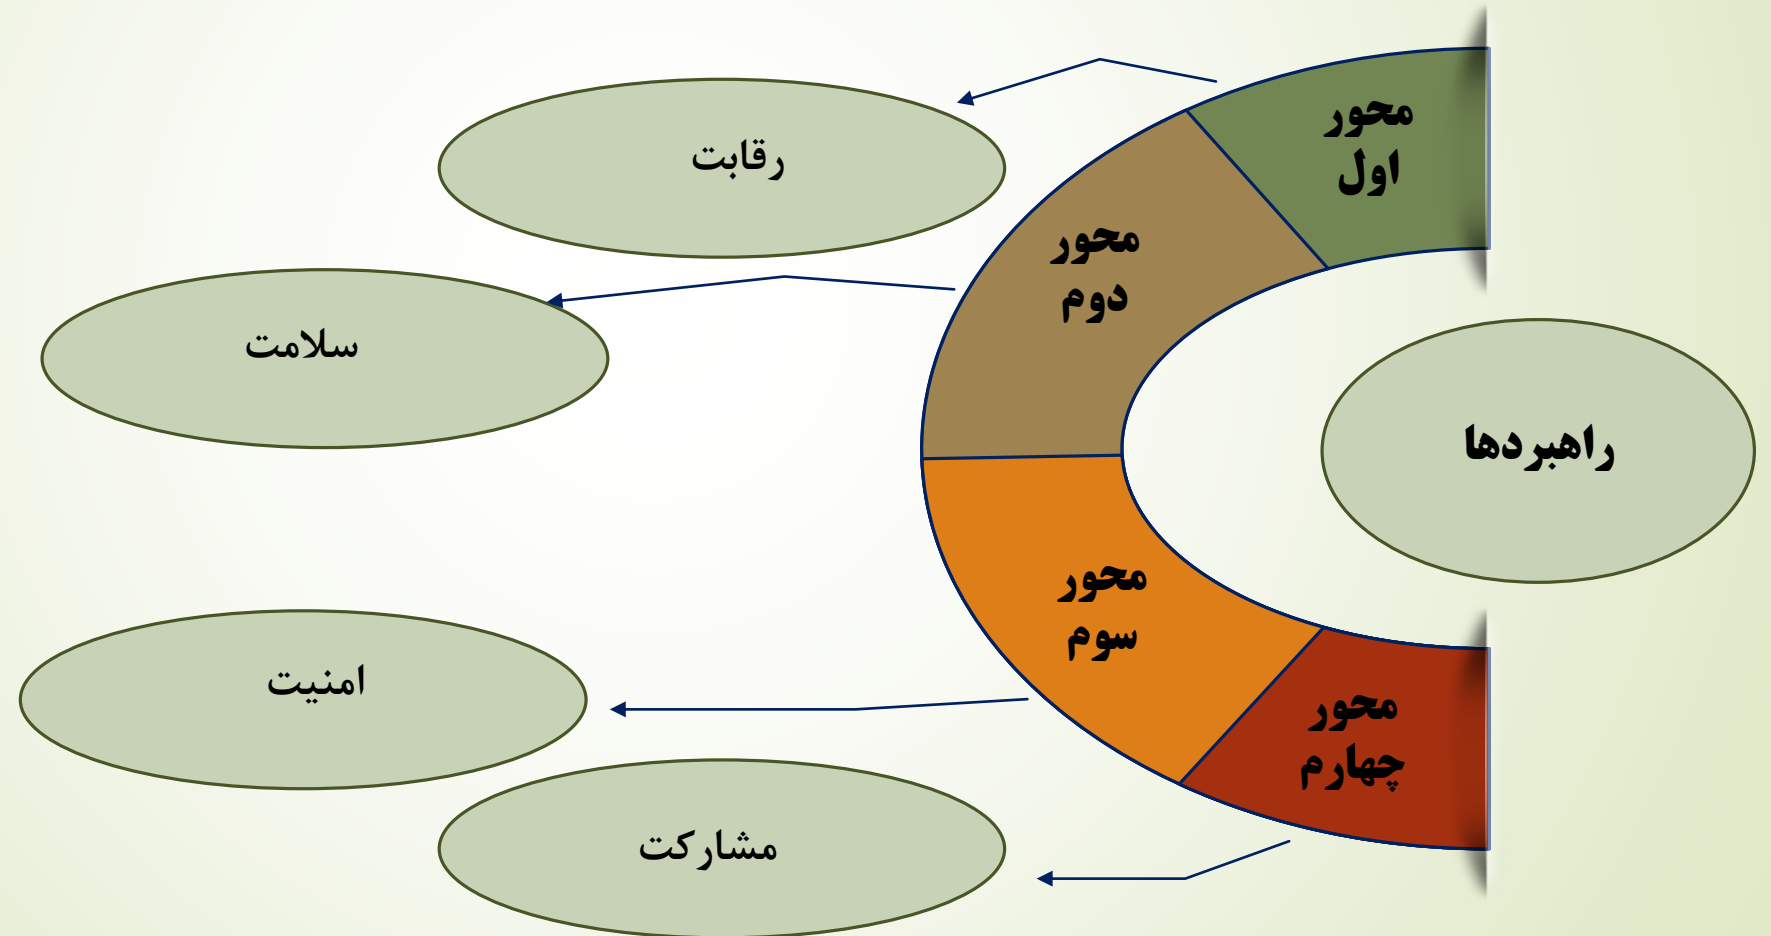 راهبردها
محور
اول
رقابت
محور
دوم
سلامت
محور
سوم
امنیت
محور
چهارم
مشارکت